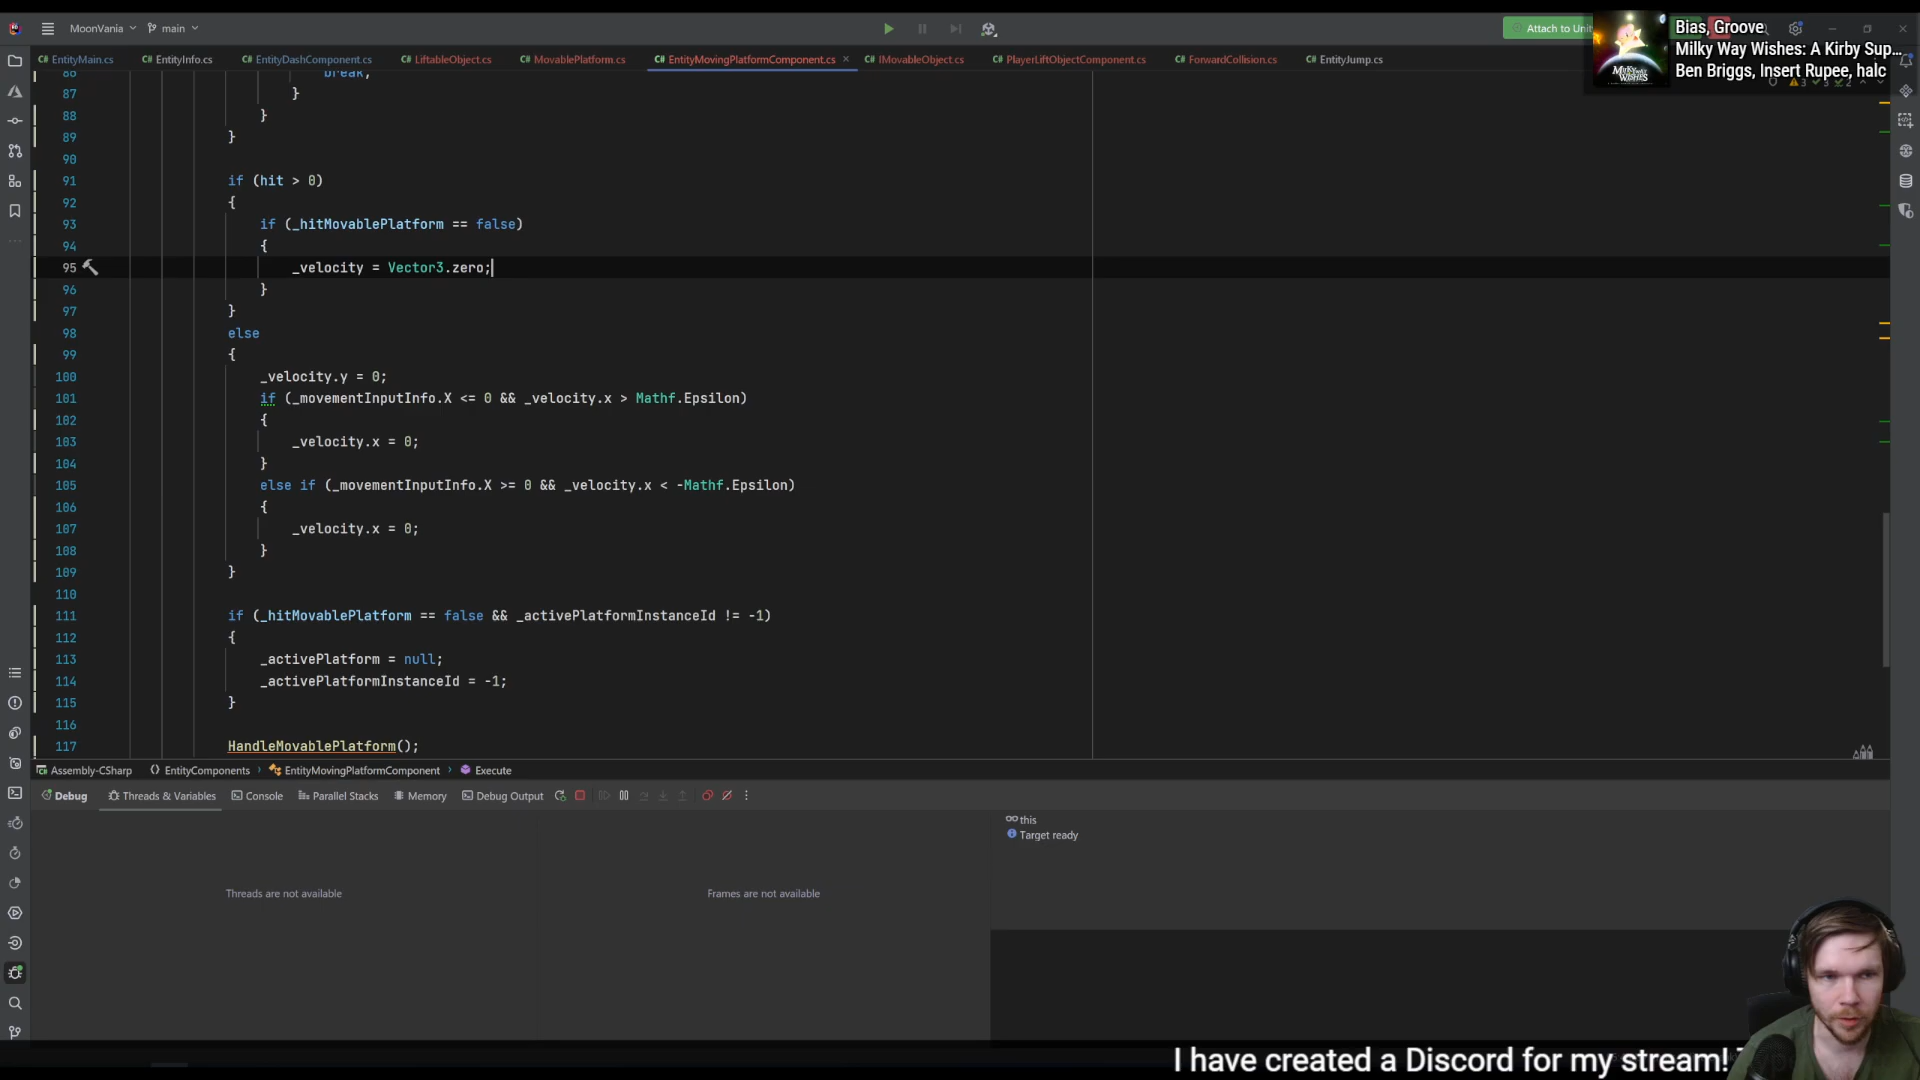 MoonVania
main
Attach to Unit
Bias, Groove
Milky Way Wishes: A Kirby Sup...
Ben Briggs, Insert Rupee, halc
EntityMain.cs
EntityInfo.cs
EntityDashComponent.cs
LiftableObject.cs
MovablePlatform.cs
EntityMovingPlatformComponent.cs
IMovableObject.cs
PlayerLiftObjectComponent.cs
ForwardCollision.cs
EntityJump.cs
86 break;
87 }
88 }
89 }
90
91 if (hit > 0)
92 {
93 if (_hitMovablePlatform == false)
94 {
95 _velocity = Vector3.zero;
96 }
97 }
98 else
99 {
100 _velocity.y = 0;
101 if (_movementInputInfo.X <= 0 && _velocity.x > Mathf.Epsilon)
102 {
103 _velocity.x = 0;
104 }
105 else if (_movementInputInfo.X >= 0 && _velocity.x < -Mathf.Epsilon)
106 {
107 _velocity.x = 0;
108 }
109 }
110
111 if (_hitMovablePlatform == false && _activePlatformInstanceId != -1)
112 {
113 _activePlatform = null;
114 _activePlatformInstanceId = -1;
115 }
116
117 HandleMovablePlatform();
Assembly-CSharp
EntityComponents
EntityMovingPlatformComponent
Execute
Debug
Threads & Variables
Console
Parallel Stacks
Memory
Debug Output
this
Target ready
Threads are not available
Frames are not available
I have created a Discord for my stream!